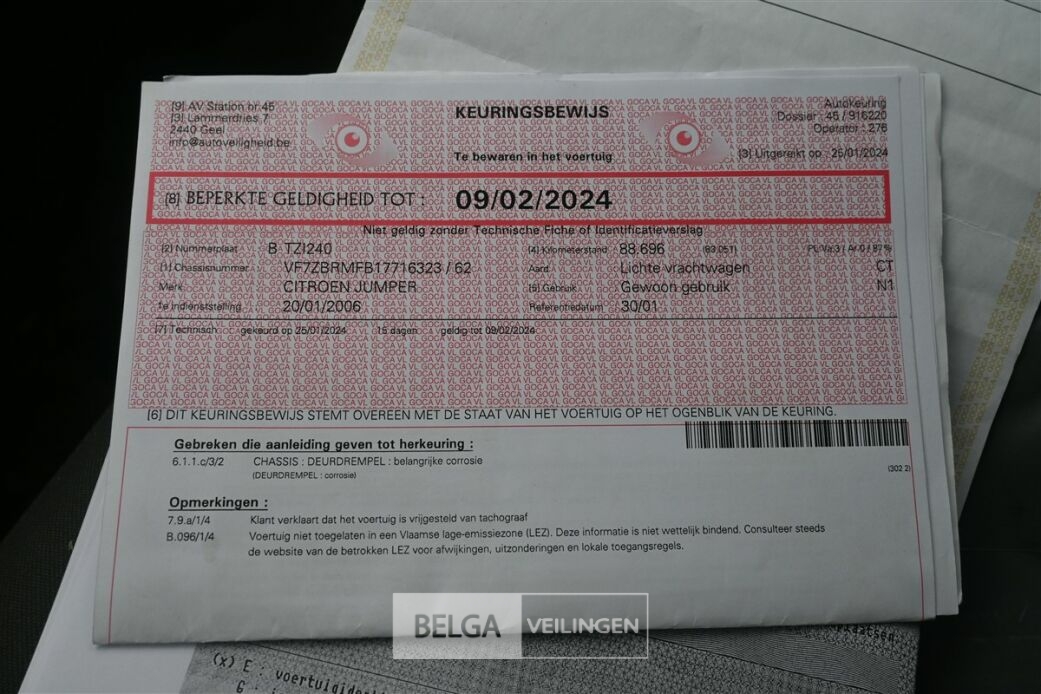 [9] AV Station nr.45
[3] Lammerdries 7
2440 Geel
info@autoveiligheid.be
KEURINGSBEWIJS
Te bewaren in het voertuig
Autokeuring
Dossier : 45 / 916220
Operator : 276
[3] Uitgereikt op : 25/01/2024
[8] BEPERKTE GELDIGHEID TOT : 09/02/2024
Niet geldig zonder Technische Fiche of Identificatieverslag
[2] Nummerplaat B TZI240 [4] Kilometerstand 88.696 (83.051)
[1] Chassisnummer VF7ZBRMFB17716323 / 62 Aard Lichte vrachtwagen CT
Merk CITROEN JUMPER [5] Gebruik Gewoon gebruik N1
1e indienststelling 20/01/2006 Referentiedatum 30/01
[7] Technisch gekeurd op 25/01/2024 15 dagen geldig tot 09/02/2024
[6] DIT KEURINGSBEWIJS STEMT OVEREEN MET DE STAAT VAN HET VOERTUIG OP HET OGENBLIK VAN DE KEURING.
Gebreken die aanleiding geven tot herkeuring :
6.1.1.c/3/2 CHASSIS : DEURDREMPEL : belangrijke corrosie
(DEURDREMPEL : corrosie)
(302 2)
Opmerkingen :
7.9.a/1/4 Klant verklaart dat het voertuig is vrijgesteld van tachograaf
B.096/1/4 Voertuig niet toegelaten in een Vlaamse lage-emissiezone (LEZ). Deze informatie is niet wettelijk bindend. Consulteer steeds
de website van de betrokken LEZ voor afwijkingen, uitzonderingen en lokale toegangsregels.
BELGA VEILINGEN
(x) E :